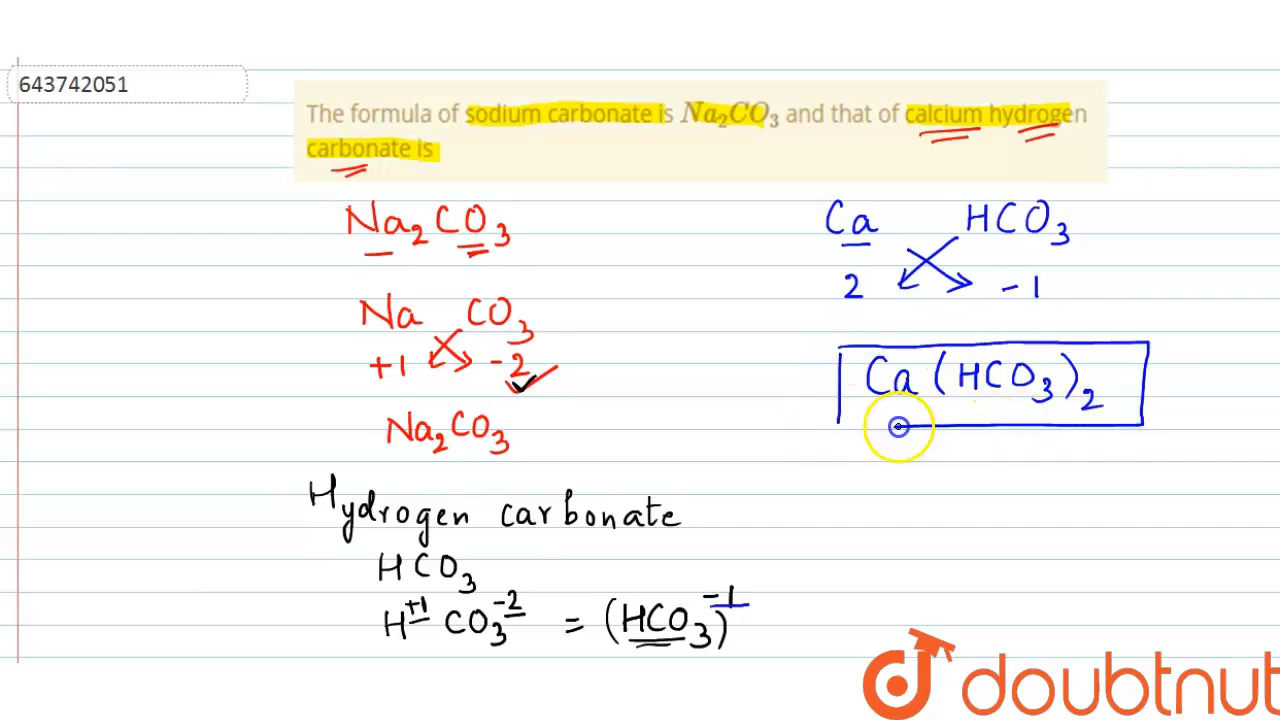 643742051
The formula of sodium carbonate is Na₂CO₃ and that of calcium hydrogen
carbonate is
Na₂CO₃
Na CO₃
+1 -2
Na₂CO₃
Hydrogen carbonate
HCO₃
H⁺¹ CO₃⁻² = (HCO₃)⁻¹
Ca HCO₃
2 -1
Ca(HCO₃)₂
doubtnut